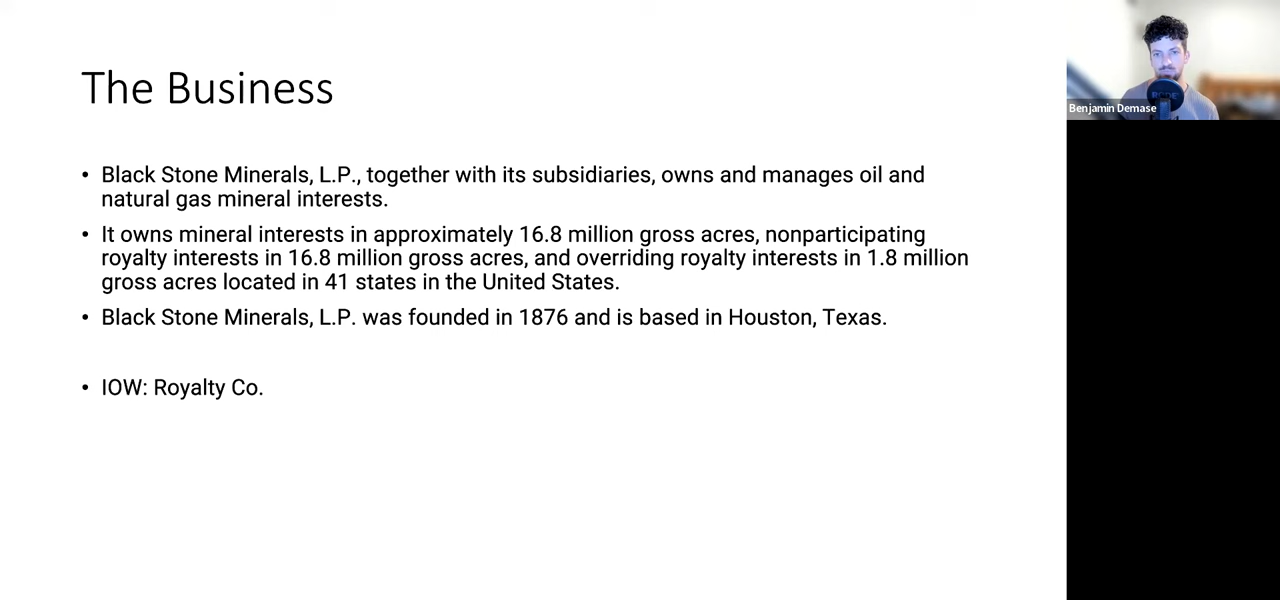 The Business
• Black Stone Minerals, L.P., together with its subsidiaries, owns and manages oil and
natural gas mineral interests.
• It owns mineral interests in approximately 16.8 million gross acres, nonparticipating
royalty interests in 16.8 million gross acres, and overriding royalty interests in 1.8 million
gross acres located in 41 states in the United States.
• Black Stone Minerals, L.P. was founded in 1876 and is based in Houston, Texas.
• IOW: Royalty Co.
Benjamin Demase
RODE